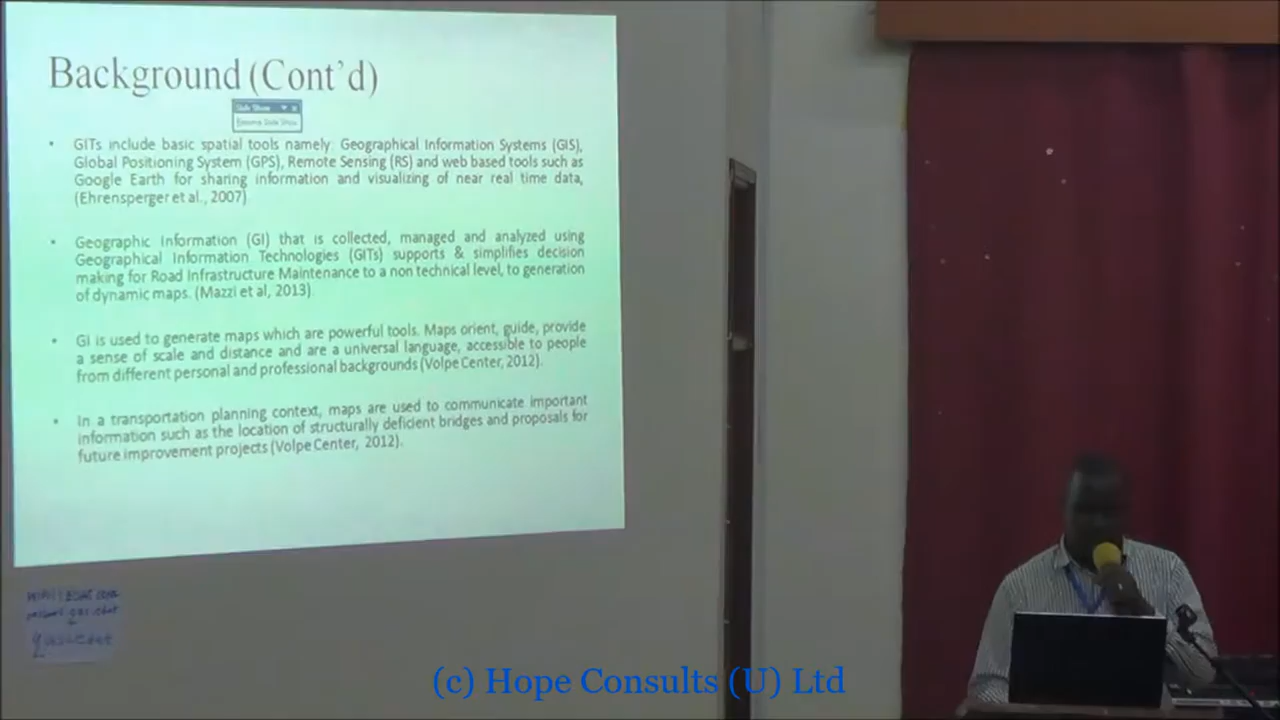 Background (Cont'd)
Slide Show
Resume Slide Show
• GITs include basic spatial tools namely: Geographical Information Systems (GIS),
Global Positioning System (GPS), Remote Sensing (RS) and web based tools such as
Google Earth for sharing information and visualizing of near real time data,
(Ehrensperger et al., 2007)
• Geographic Information (GI) that is collected, managed and analyzed using
Geographical Information Technologies (GITs) supports & simplifies decision
making for Road Infrastructure Maintenance to a non technical level, to generation
of dynamic maps. (Mazzi et al, 2013).
• GI is used to generate maps which are powerful tools. Maps orient, guide, provide
a sense of scale and distance and are a universal language, accessible to people
from different personal and professional backgrounds (Volpe Center, 2012).
• In a transportation planning context, maps are used to communicate important
information such as the location of structurally deficient bridges and proposals for
future improvement projects (Volpe Center, 2012).
(c) Hope Consults (U) Ltd